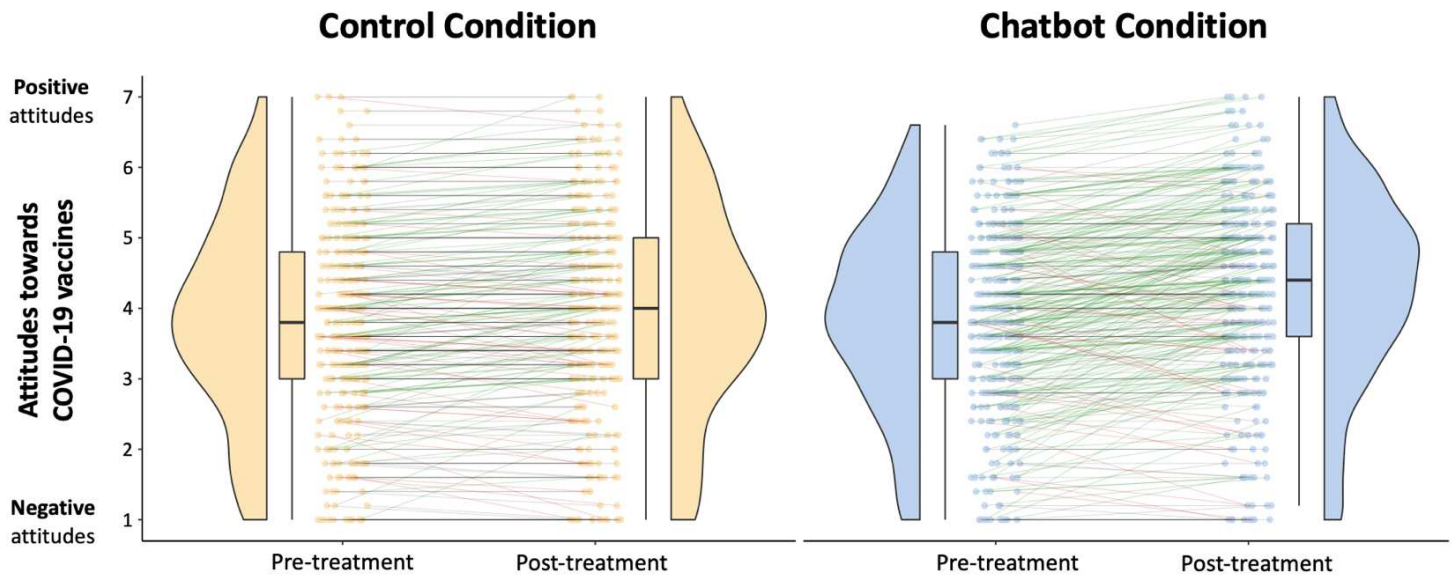 Control Condition
Chatbot Condition
Positive
attitudes
Attitudes towards
COVID-19 vaccines
Negative
attitudes
7
6
5
4
3
2
1
Pre-treatment
Post-treatment
Pre-treatment
Post-treatment